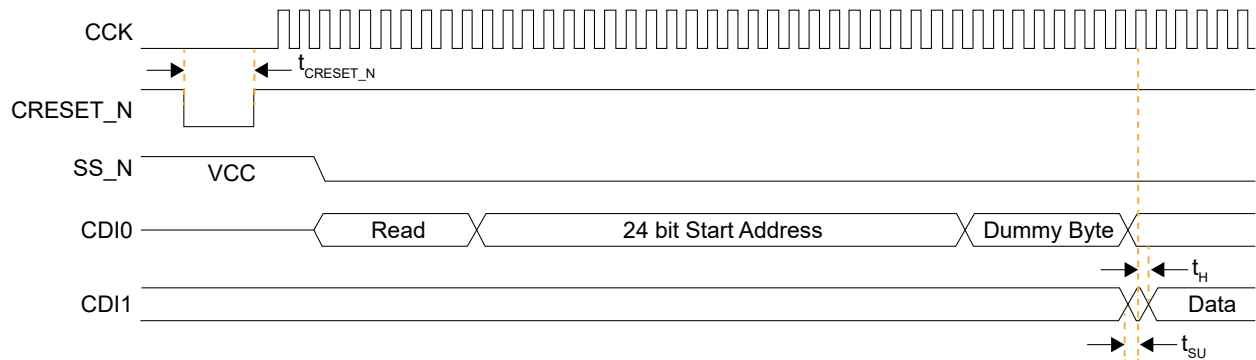 CCK
tCRESET_N
CRESET_N
SS_N VCC
CDI0 Read 24 bit Start Address Dummy Byte
tH
CDI1 Data
tSU